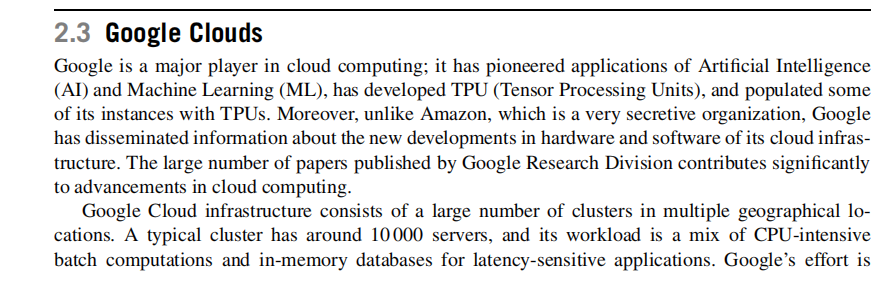 2.3 Google Clouds
Google is a major player in cloud computing; it has pioneered applications of Artificial Intelligence
(AI) and Machine Learning (ML), has developed TPU (Tensor Processing Units), and populated some
of its instances with TPUs. Moreover, unlike Amazon, which is a very secretive organization, Google
has disseminated information about the new developments in hardware and software of its cloud infras-
tructure. The large number of papers published by Google Research Division contributes significantly
to advancements in cloud computing.
Google Cloud infrastructure consists of a large number of clusters in multiple geographical lo-
cations. A typical cluster has around 10 000 servers, and its workload is a mix of CPU-intensive
batch computations and in-memory databases for latency-sensitive applications. Google's effort is